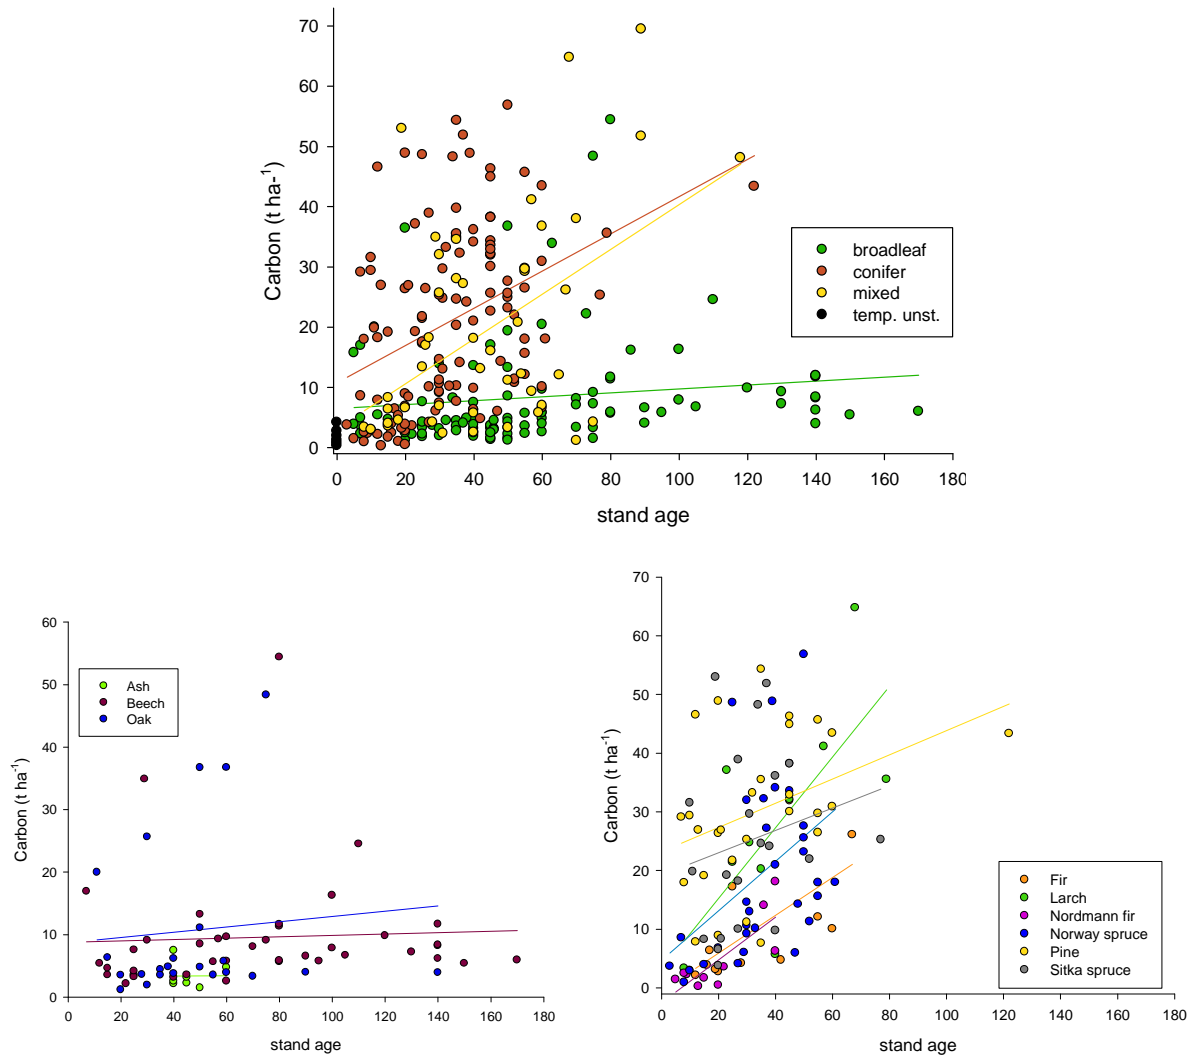 70
60
50
40
30
20
10
0
Carbon (t ha-¹)
broadleaf
conifer
mixed
temp. unst.
0 20 40 60 80 100 120 140 160 180
stand age
60
50
40
30
20
10
0
Carbon (t ha⁻¹)
Ash
Beech
Oak
0 20 40 60 80 100 120 140 160 180
stand age
70
60
50
40
30
20
10
0
Carbon (t ha⁻¹)
Fir
Larch
Nordmann fir
Norway spruce
Pine
Sitka spruce
0 20 40 60 80 100 120 140 160 180
stand age